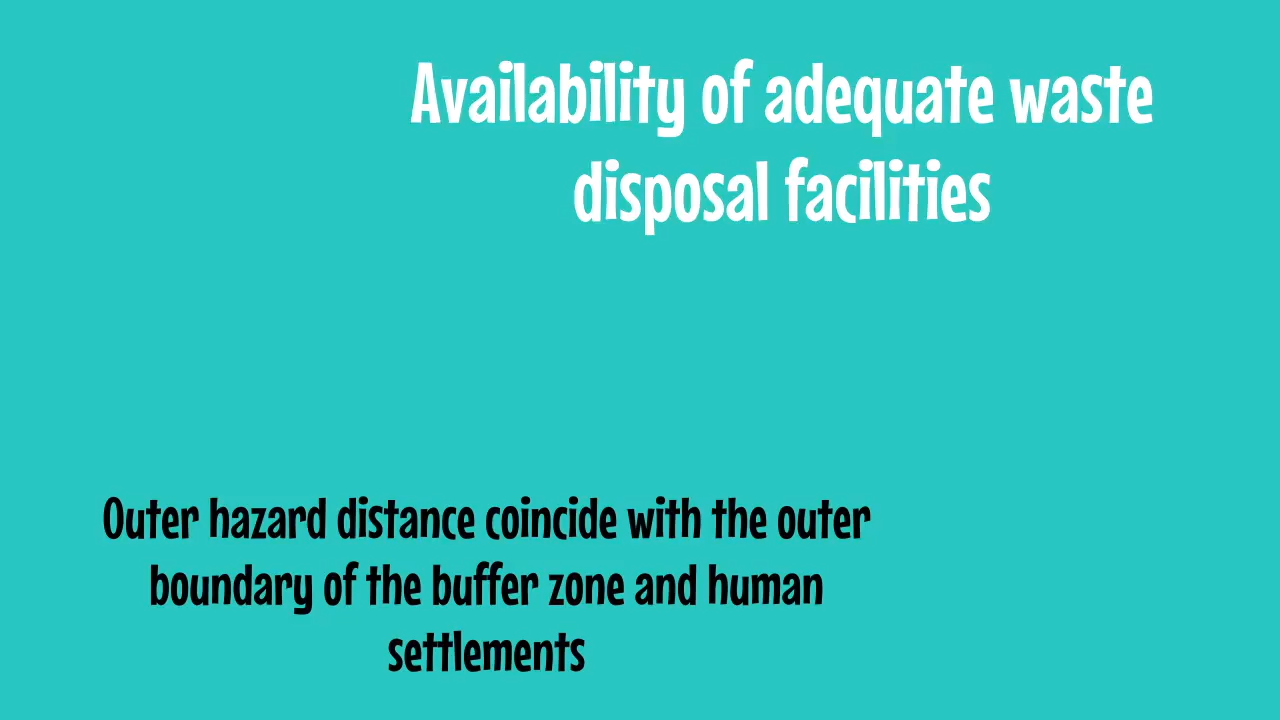 Availability of adequate waste
disposal facilities
Outer hazard distance coincide with the outer
boundary of the buffer zone and human
settlements